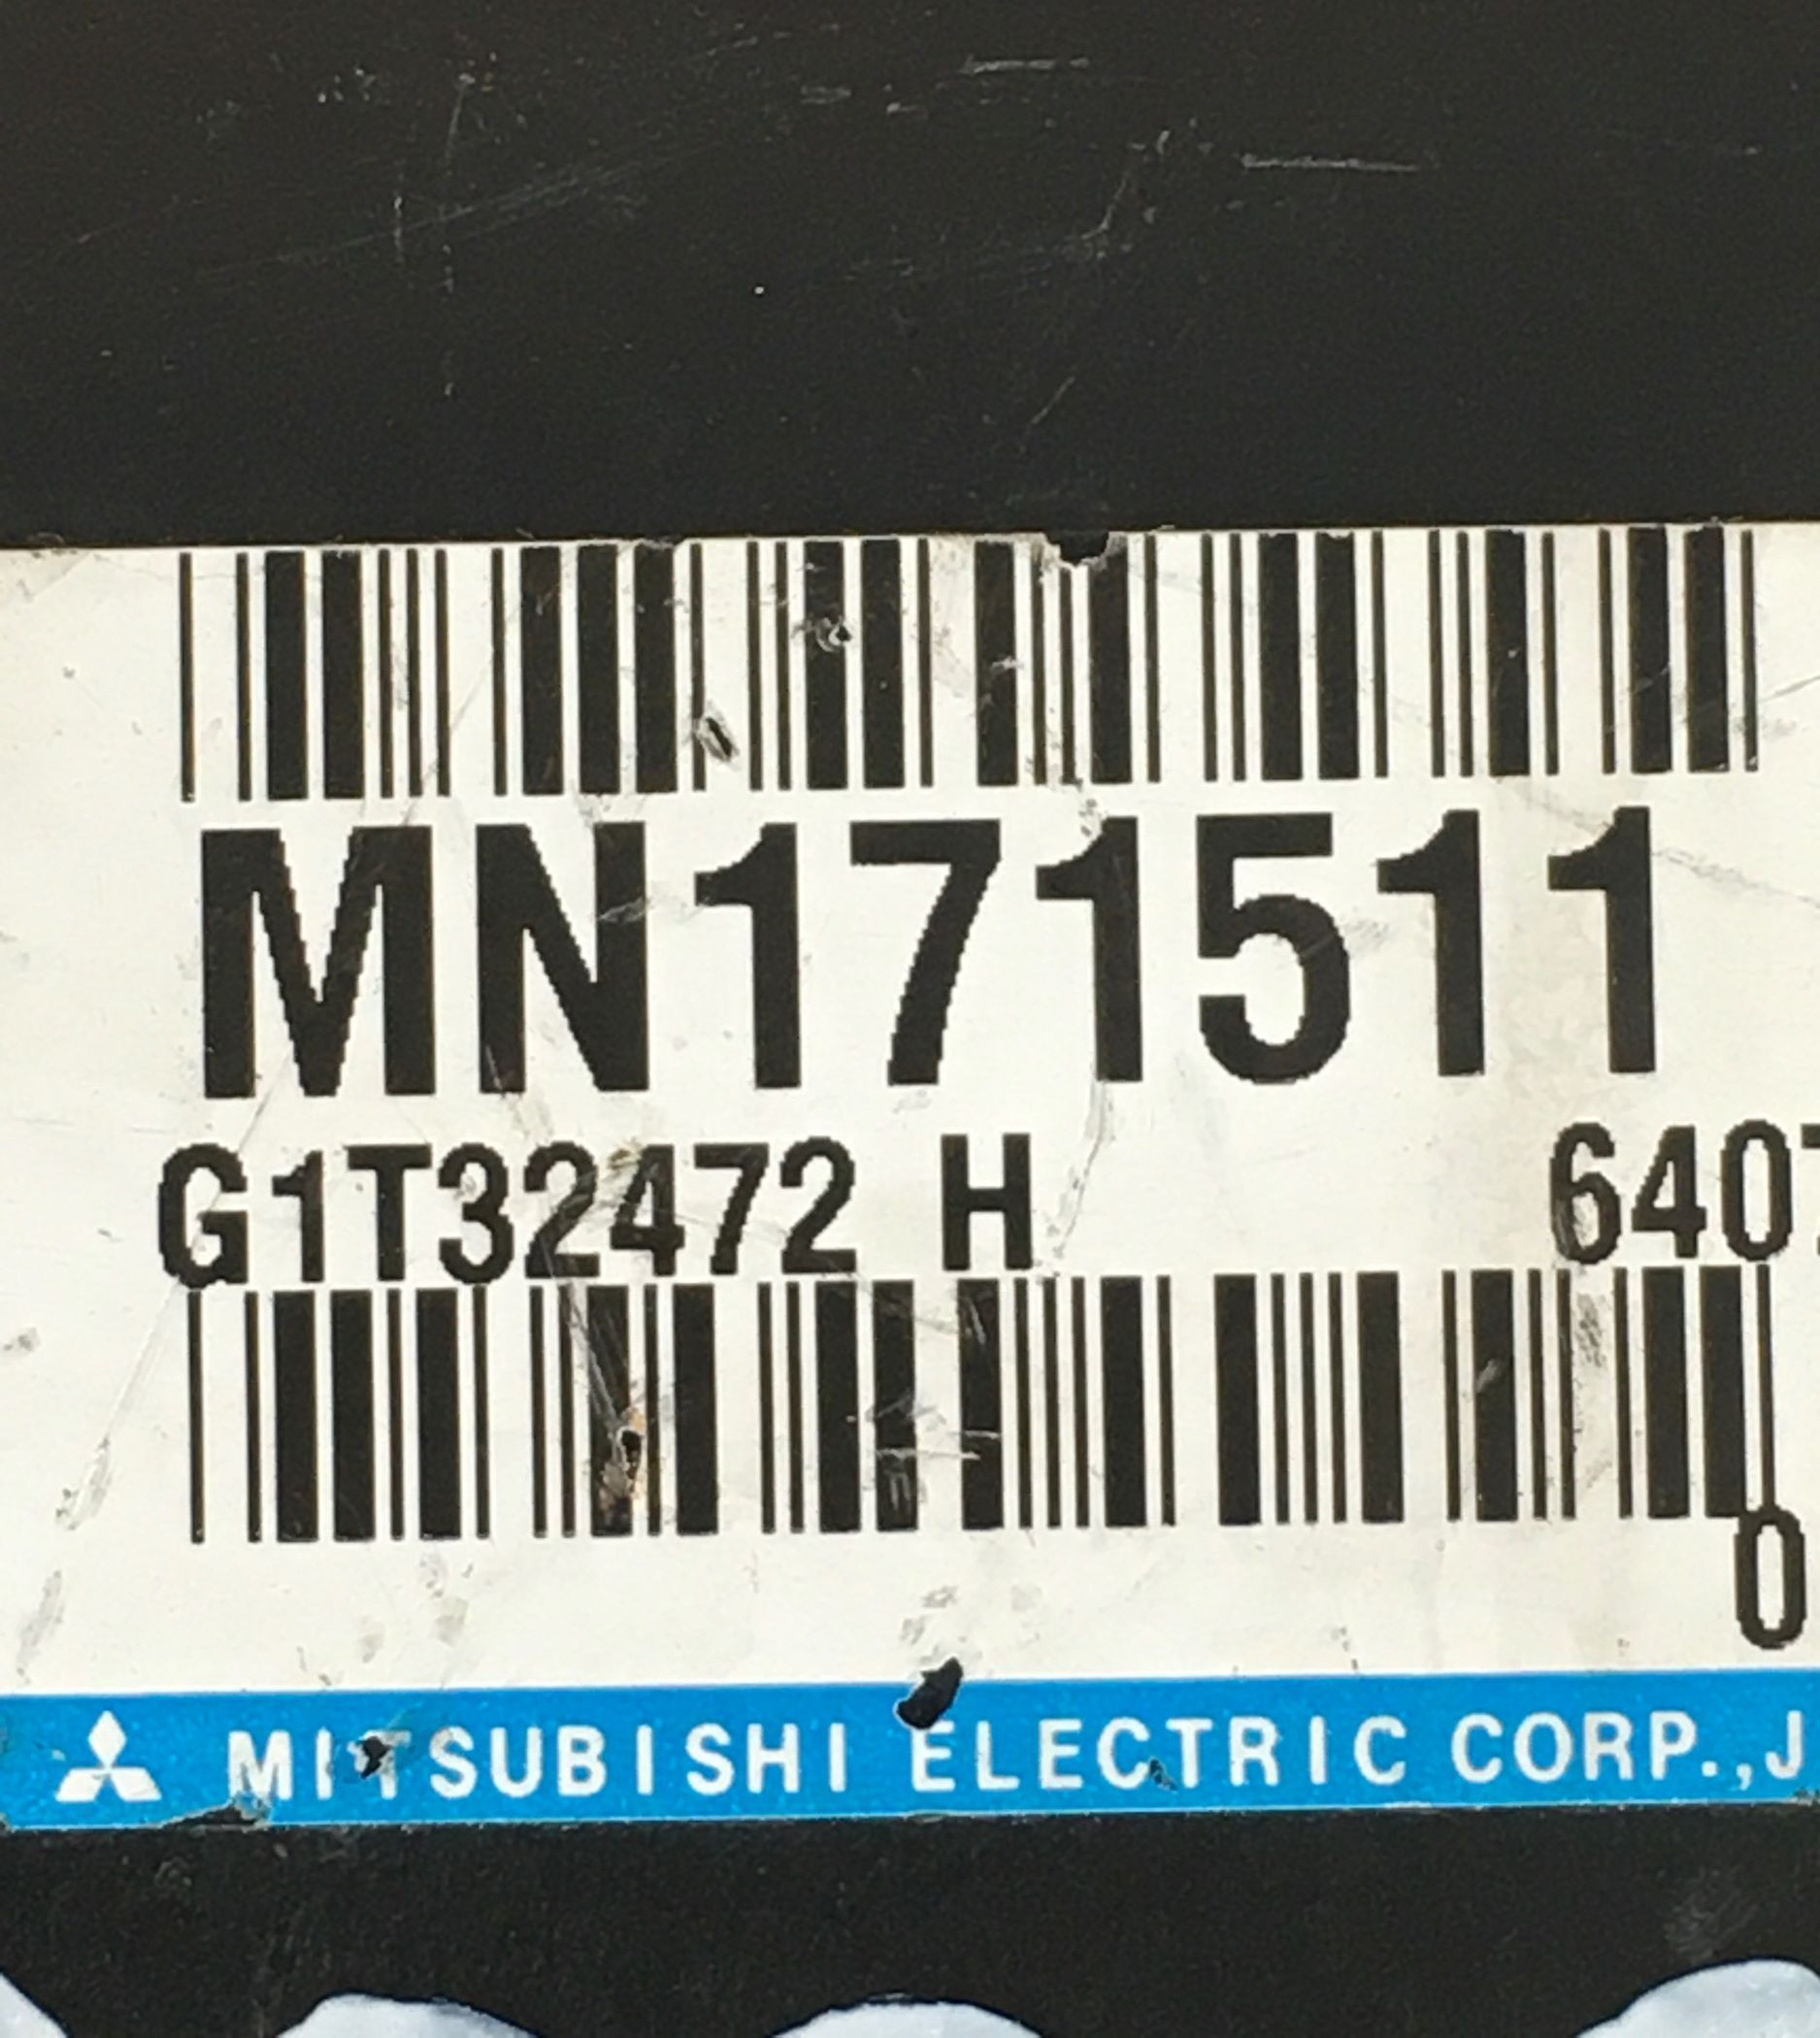 MN171511
G1T32472 H 640
0
MITSUBISHI ELECTRIC CORP.,J